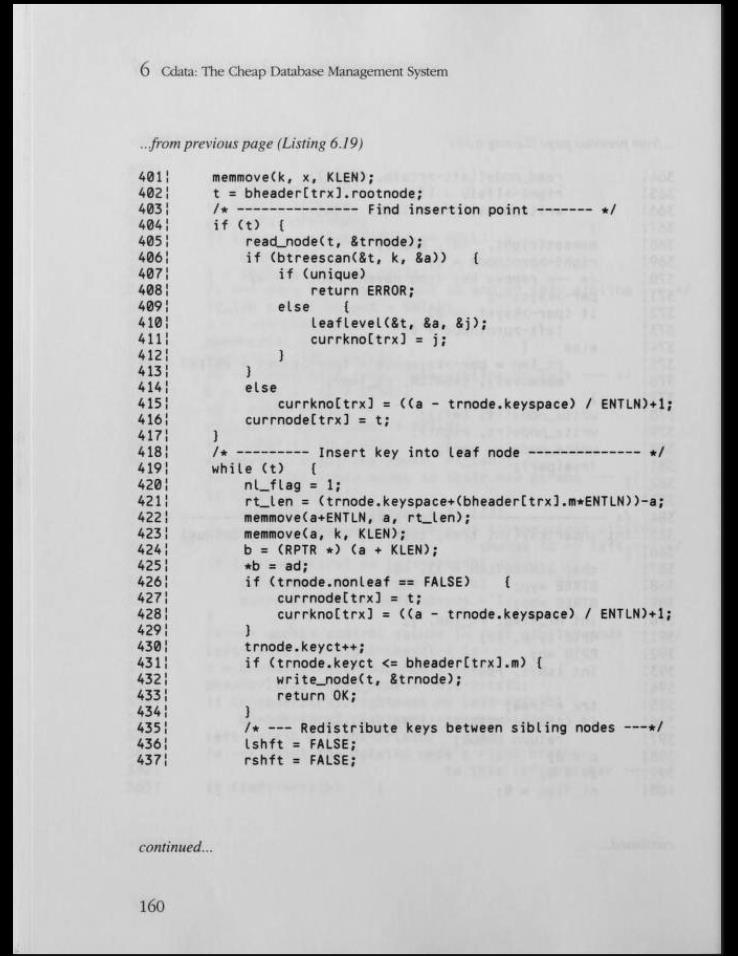 6 Cdata: The Cheap Database Management System
...from previous page (Listing 6.19)
401¦ memmove(k, x, KLEN);
402¦ t = bheader[trx].rootnode;
403¦ /* --------------- Find insertion point ------- */
404¦ if (t) {
405¦ read_node(t, &trnode);
406¦ if (btreescan(&t, k, &a)) {
407¦ if (unique)
408¦ return ERROR;
409¦ else {
410¦ leaflevel(&t, &a, &j);
411¦ currkno[trx] = j;
412¦ }
413¦ }
414¦ else
415¦ currkno[trx] = ((a - trnode.keyspace) / ENTLN)+1;
416¦ currnode[trx] = t;
417¦ }
418¦ /* --------- Insert key into leaf node -------------- */
419¦ while (t) {
420¦ nl_flag = 1;
421¦ rt_len = (trnode.keyspace+(bheader[trx].m*ENTLN))-a;
422¦ memmove(a+ENTLN, a, rt_len);
423¦ memmove(a, k, KLEN);
424¦ b = (RPTR *) (a + KLEN);
425¦ *b = ad;
426¦ if (trnode.nonleaf == FALSE) {
427¦ currnode[trx] = t;
428¦ currkno[trx] = ((a - trnode.keyspace) / ENTLN)+1;
429¦ }
430¦ trnode.keyct++;
431¦ if (trnode.keyct <= bheader[trx].m) {
432¦ write_node(t, &trnode);
433¦ return OK;
434¦ }
435¦ /* --- Redistribute keys between sibling nodes ---*/
436¦ lshft = FALSE;
437¦ rshft = FALSE;
continued...
160